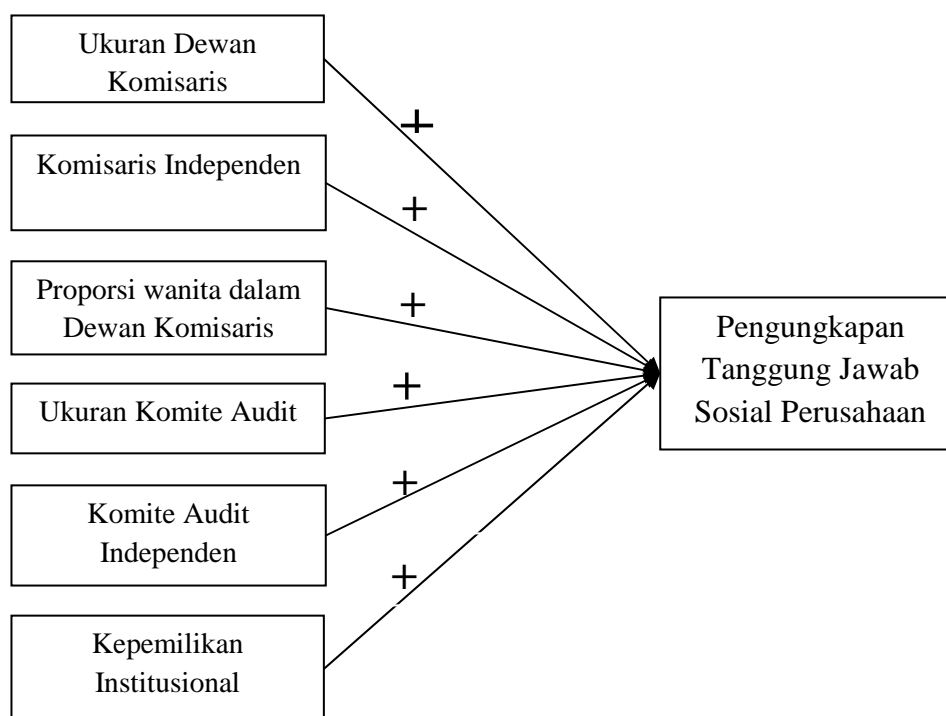 Ukuran Dewan
Komisaris
+
Komisaris Independen
+
Proporsi wanita dalam
Dewan Komisaris
+
Ukuran Komite Audit
+
Komite Audit
Independen
+
Kepemilikan
Institusional
+
Pengungkapan
Tanggung Jawab
Sosial Perusahaan